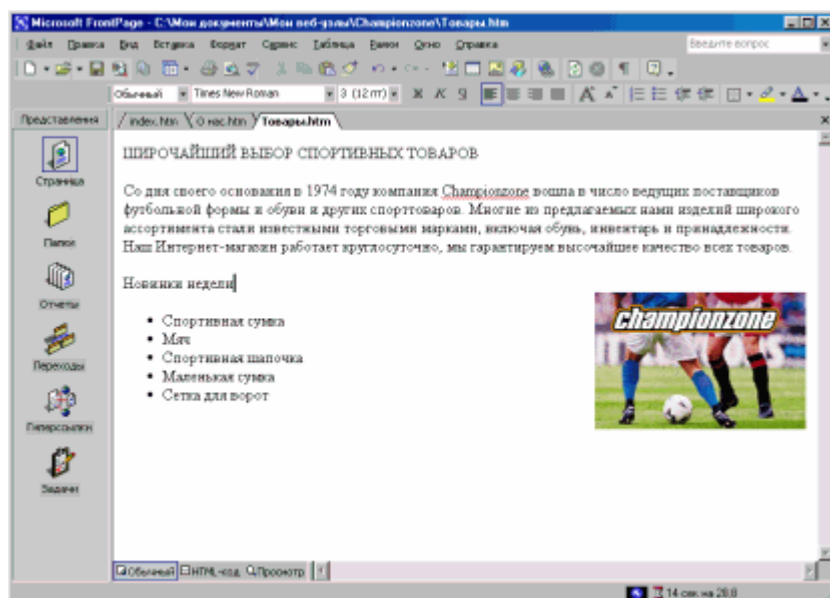 Microsoft FrontPage - C:\Мои документы\Мои веб-узлы\Championzone\Товары.htm
Файл Правка Вид Вставка Формат Сервис Таблица Рамки Окно Справка Введите вопрос
Обычный Times New Roman 3 (12 пт) Ж К Ч
Представления /index.htm \О нас.htm Товары.htm
ШИРОЧАЙШИЙ ВЫБОР СПОРТИВНЫХ ТОВАРОВ
Страница
Со дня своего основания в 1974 году компания Championzone вошла в число ведущих поставщиков
футбольной формы и обуви и других спорттоваров. Многие из предлагаемых нами изделий широкого
ассортимента стали известными торговыми марками, включая обувь, инвентарь и принадлежности.
Наш Интернет-магазин работает круглосуточно, мы гарантируем высочайшее качество всех товаров.
Папки
Новинки недели
Отчеты
• Спортивная сумка
• Мяч
• Спортивная шапочка
• Маленькая сумка
• Сетка для ворот
championzone
Переходы
Гиперссылки
Задачи
Обычный HTML-код Просмотр
14 сек. на 28,8